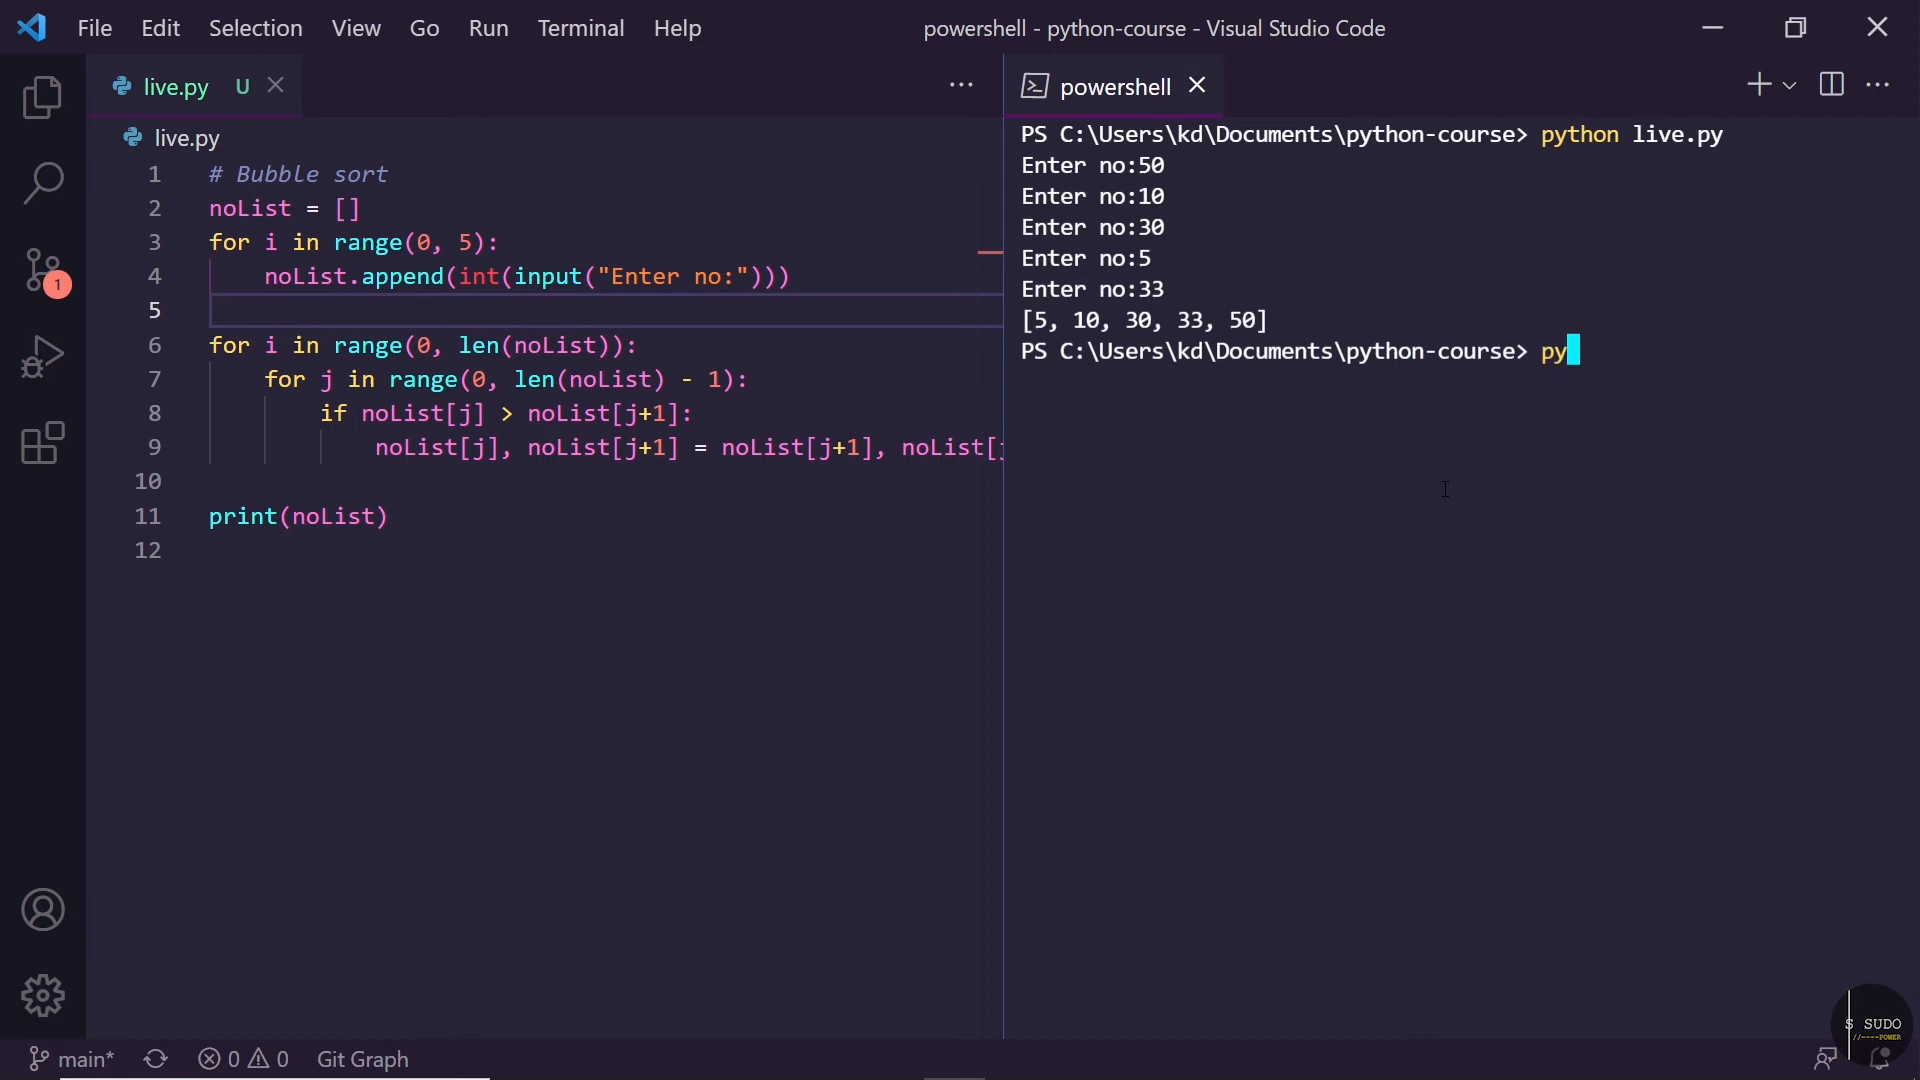 File Edit Selection View Go Run Terminal Help
powershell - python-course - Visual Studio Code
live.py U
powershell
live.py
1 # Bubble sort
2 noList = []
3 for i in range(0, 5):
4 noList.append(int(input("Enter no:")))
5
6 for i in range(0, len(noList)):
7 for j in range(0, len(noList) - 1):
8 if noList[j] > noList[j+1]:
9 noList[j], noList[j+1] = noList[j+1], noList[j
10
11 print(noList)
12
PS C:\Users\kd\Documents\python-course> python live.py
Enter no:50
Enter no:10
Enter no:30
Enter no:5
Enter no:33
[5, 10, 30, 33, 50]
PS C:\Users\kd\Documents\python-course> py
1
S SUDO
//----POWER
main* 0 0 Git Graph